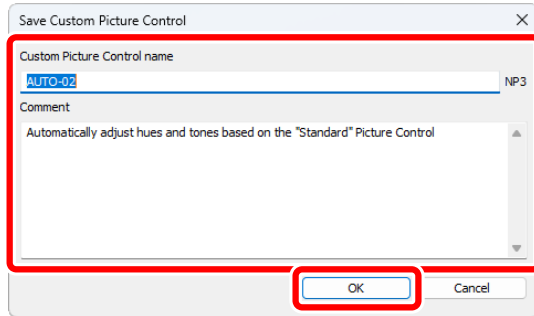 Save Custom Picture Control
Custom Picture Control name
AUTO-02 NP3
Comment
Automatically adjust hues and tones based on the "Standard" Picture Control
OK Cancel